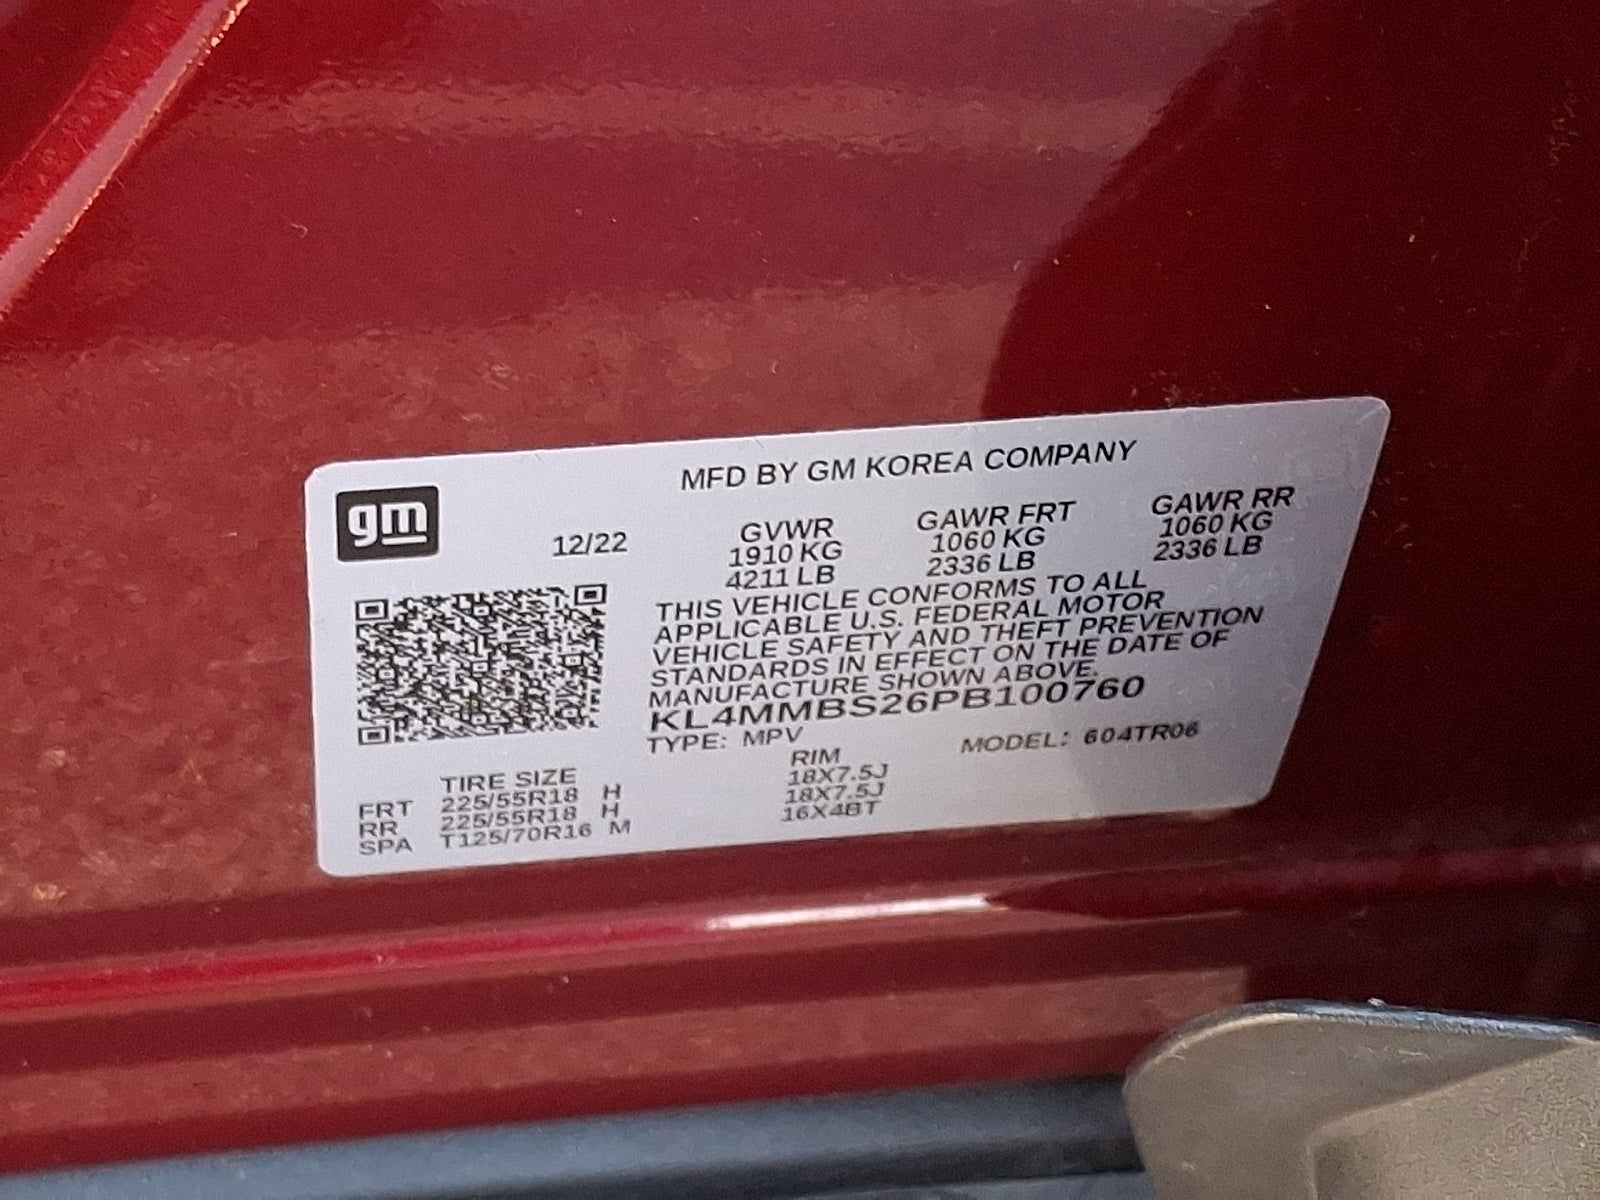 MFD BY GM KOREA COMPANY
gm
12/22
GVWR
1910 KG
4211 LB
GAWR FRT
1060 KG
2336 LB
GAWR RR
1060 KG
2336 LB
THIS VEHICLE CONFORMS TO ALL
APPLICABLE U.S. FEDERAL MOTOR
VEHICLE SAFETY AND THEFT PREVENTION
STANDARDS IN EFFECT ON THE DATE OF
MANUFACTURE SHOWN ABOVE.
KL4MMBS26PB100760
TYPE: MPV
MODEL: 604TR06
TIRE SIZE RIM
FRT 225/55R18 H 18X7.5J
RR 225/55R18 H 18X7.5J
SPA T125/70R16 M 16X4BT